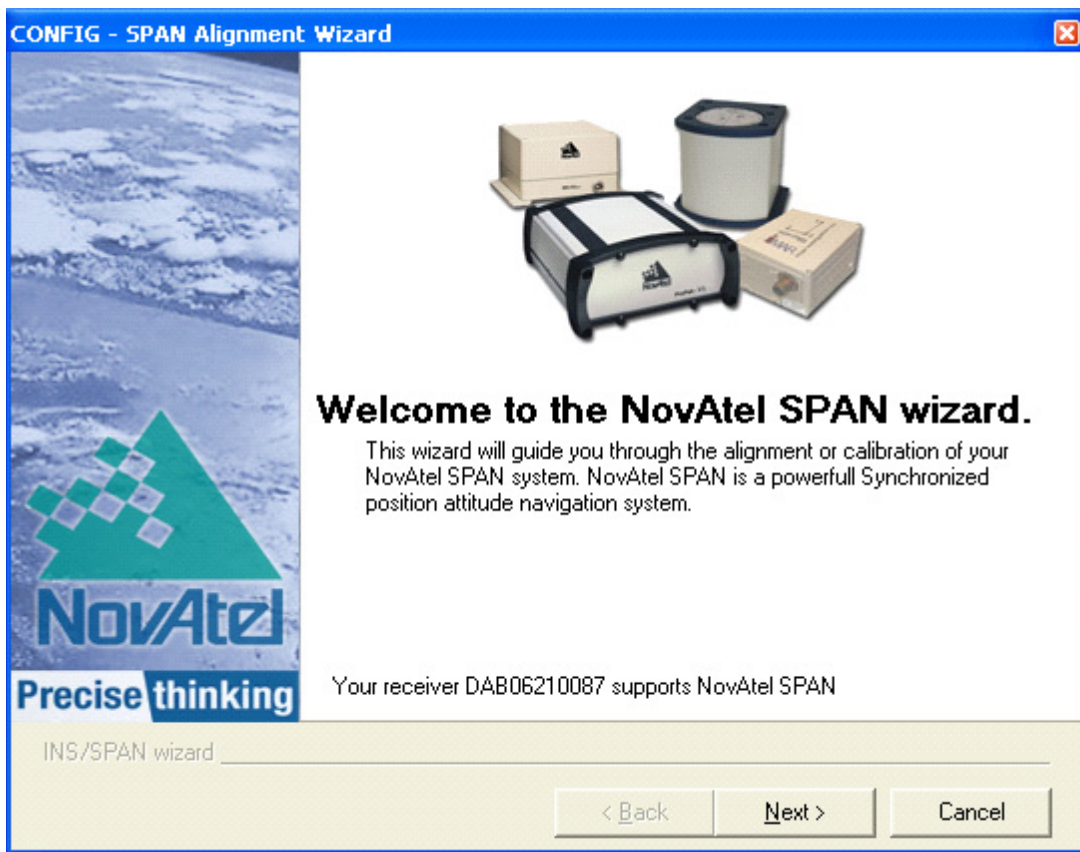 CONFIG - SPAN Alignment Wizard
Welcome to the NovAtel SPAN wizard.
This wizard will guide you through the alignment or calibration of your
NovAtel SPAN system. NovAtel SPAN is a powerfull Synchronized
position attitude navigation system.
NovAtel
Precise thinking
Your receiver DAB06210087 supports NovAtel SPAN
INS/SPAN wizard
< Back
Next >
Cancel